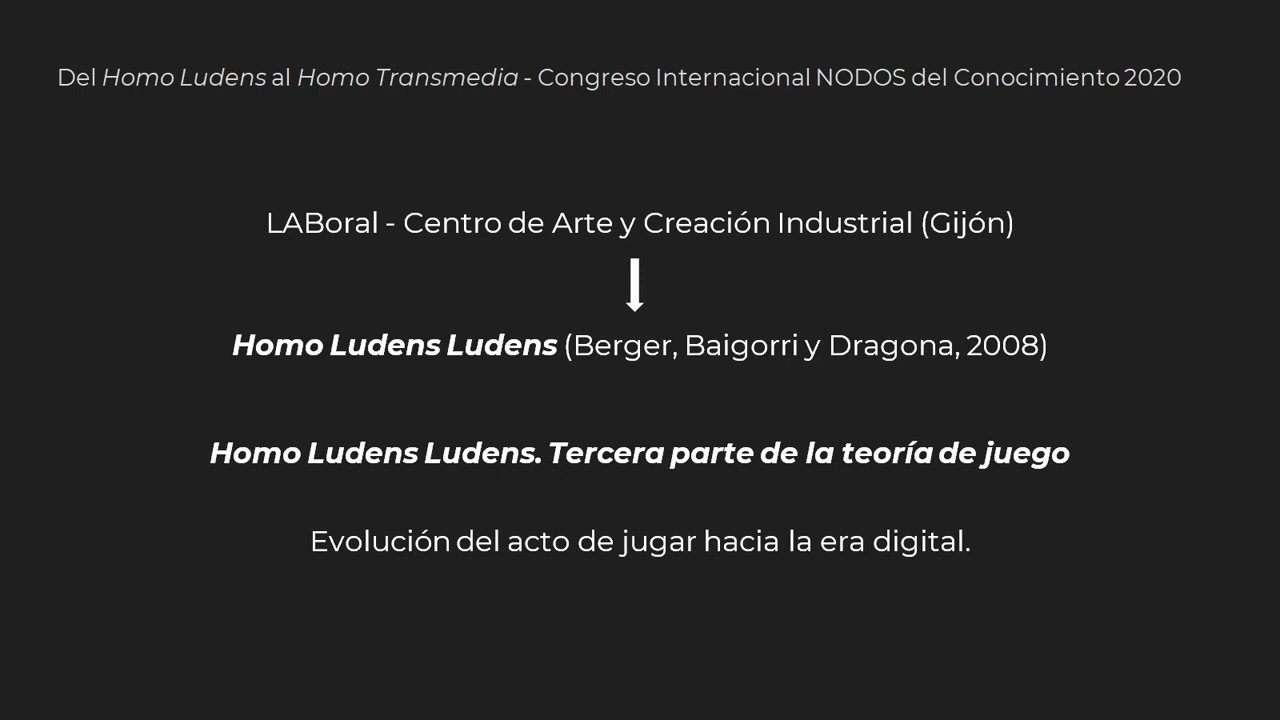 Del Homo Ludens al Homo Transmedia - Congreso Internacional NODOS del Conocimiento 2020
LABoral - Centro de Arte y Creación Industrial (Gijón)
Homo Ludens Ludens (Berger, Baigorri y Dragona, 2008)
Homo Ludens Ludens. Tercera parte de la teoría de juego
Evolución del acto de jugar hacia la era digital.